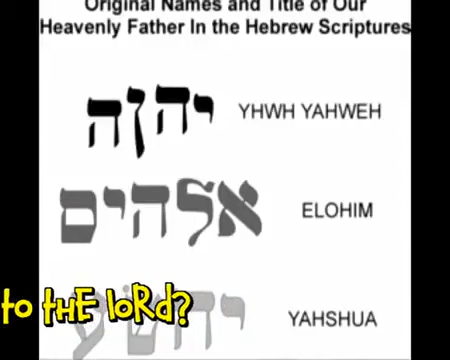 Original Names and Title of Our
Heavenly Father In the Hebrew Scriptures
יהוה YHWH YAHWEH
אלהים ELOHIM
to tHE loRd?
יהושע YAHSHUA